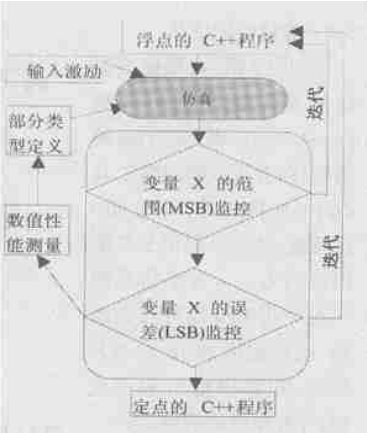 浮点的 C++程序
输入激励
仿真
部分类
型定义
迭代
变量 X 的范
围(MSB)监控
数值性
能测量
迭代
变量 X 的误
差(LSB)监控
定点的 C++程序